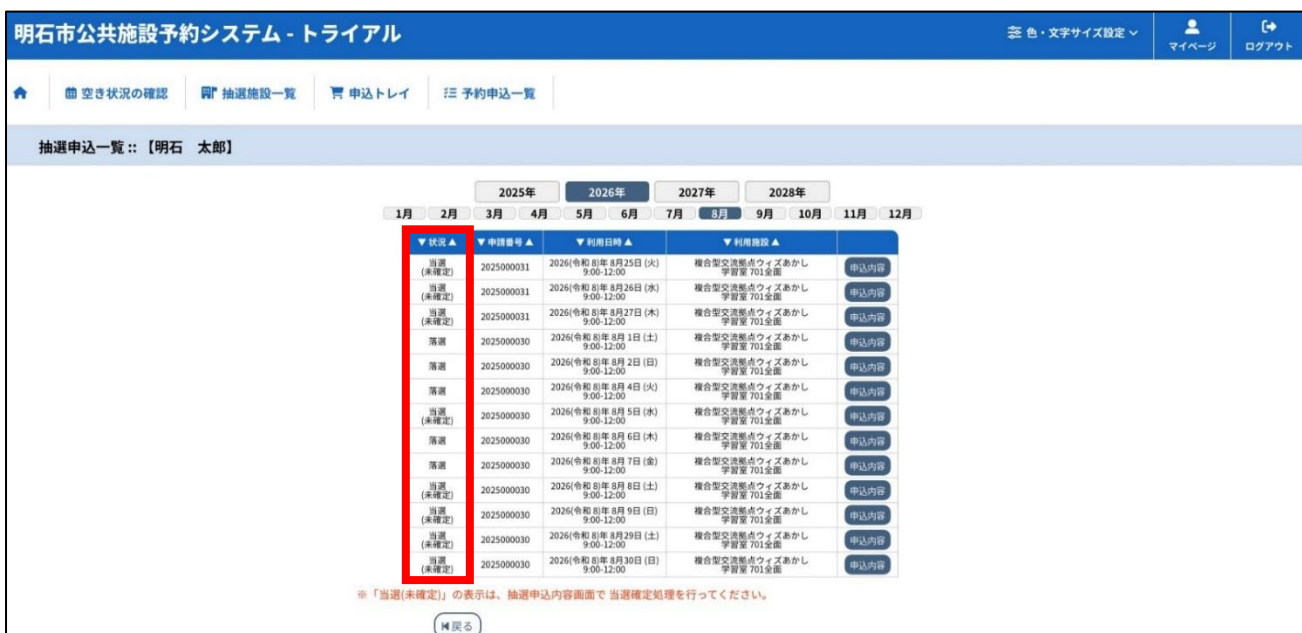 明石市公共施設予約システム - トライアル
色・文字サイズ設定
マイページ
ログアウト
空き状況の確認
抽選施設一覧
申込トレイ
予約申込一覧
抽選申込一覧 :: 【明石 太郎】
2025年 2026年 2027年 2028年
1月 2月 3月 4月 5月 6月 7月 8月 9月 10月 11月 12月
▼状況▲ ▼申請番号▲ ▼利用日時▲ ▼利用施設▲
当選
(未確定) 2025000031 2026(令和 8)年 8月25日 (火)
9:00-12:00 複合型交流拠点ウィズあかし
学習室 701全面 申込内容
当選
(未確定) 2025000031 2026(令和 8)年 8月26日 (水)
9:00-12:00 複合型交流拠点ウィズあかし
学習室 701全面 申込内容
当選
(未確定) 2025000031 2026(令和 8)年 8月27日 (木)
9:00-12:00 複合型交流拠点ウィズあかし
学習室 701全面 申込内容
落選 2025000030 2026(令和 8)年 8月 1日 (土)
9:00-12:00 複合型交流拠点ウィズあかし
学習室 701全面 申込内容
落選 2025000030 2026(令和 8)年 8月 2日 (日)
9:00-12:00 複合型交流拠点ウィズあかし
学習室 701全面 申込内容
落選 2025000030 2026(令和 8)年 8月 4日 (火)
9:00-12:00 複合型交流拠点ウィズあかし
学習室 701全面 申込内容
当選
(未確定) 2025000030 2026(令和 8)年 8月 5日 (水)
9:00-12:00 複合型交流拠点ウィズあかし
学習室 701全面 申込内容
落選 2025000030 2026(令和 8)年 8月 6日 (木)
9:00-12:00 複合型交流拠点ウィズあかし
学習室 701全面 申込内容
落選 2025000030 2026(令和 8)年 8月 7日 (金)
9:00-12:00 複合型交流拠点ウィズあかし
学習室 701全面 申込内容
当選
(未確定) 2025000030 2026(令和 8)年 8月 8日 (土)
9:00-12:00 複合型交流拠点ウィズあかし
学習室 701全面 申込内容
当選
(未確定) 2025000030 2026(令和 8)年 8月 9日 (日)
9:00-12:00 複合型交流拠点ウィズあかし
学習室 701全面 申込内容
当選
(未確定) 2025000030 2026(令和 8)年 8月29日 (土)
9:00-12:00 複合型交流拠点ウィズあかし
学習室 701全面 申込内容
当選
(未確定) 2025000030 2026(令和 8)年 8月30日 (日)
9:00-12:00 複合型交流拠点ウィズあかし
学習室 701全面 申込内容
※「当選(未確定)」の表示は、抽選申込内容画面で 当選確定処理を行ってください。
戻る